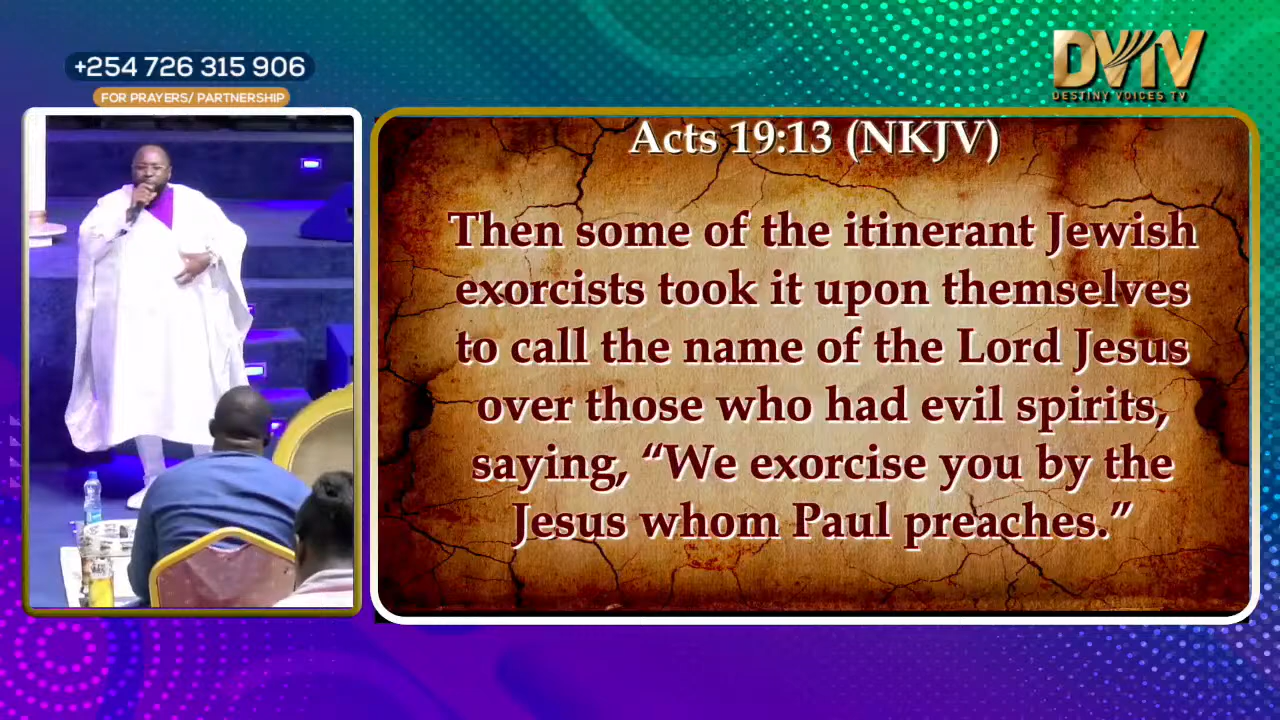 +254 726 315 906
FOR PRAYERS/ PARTNERSHIP
DVTV
DESTINY VOICES TV
Acts 19:13 (NKJV)
Then some of the itinerant Jewish
exorcists took it upon themselves
to call the name of the Lord Jesus
over those who had evil spirits,
saying, “We exorcise you by the
Jesus whom Paul preaches.”